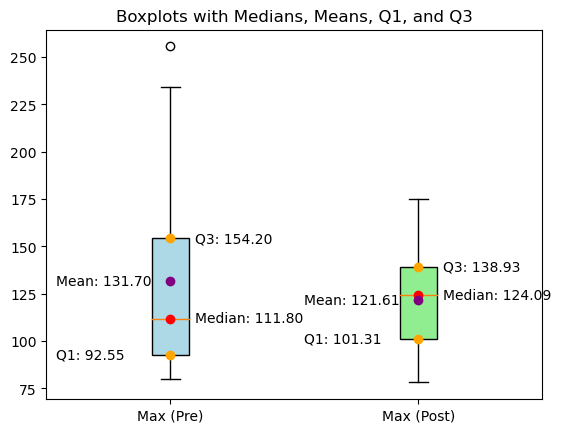 Boxplots with Medians, Means, Q1, and Q3
250
225
200
175
150
125
100
75
Q3: 154.20
Mean: 131.70
Median: 111.80
Q1: 92.55
Q3: 138.93
Median: 124.09
Mean: 121.61
Q1: 101.31
Max (Pre)
Max (Post)